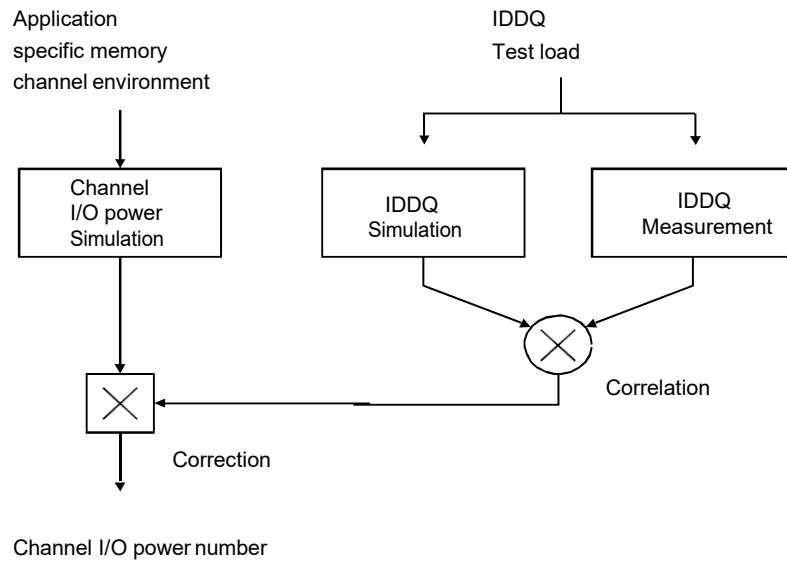 Application
specific memory
channel environment
IDDQ
Test load
Channel
I/O power
Simulation
IDDQ
Simulation
IDDQ
Measurement
Correlation
Correction
Channel I/O power number